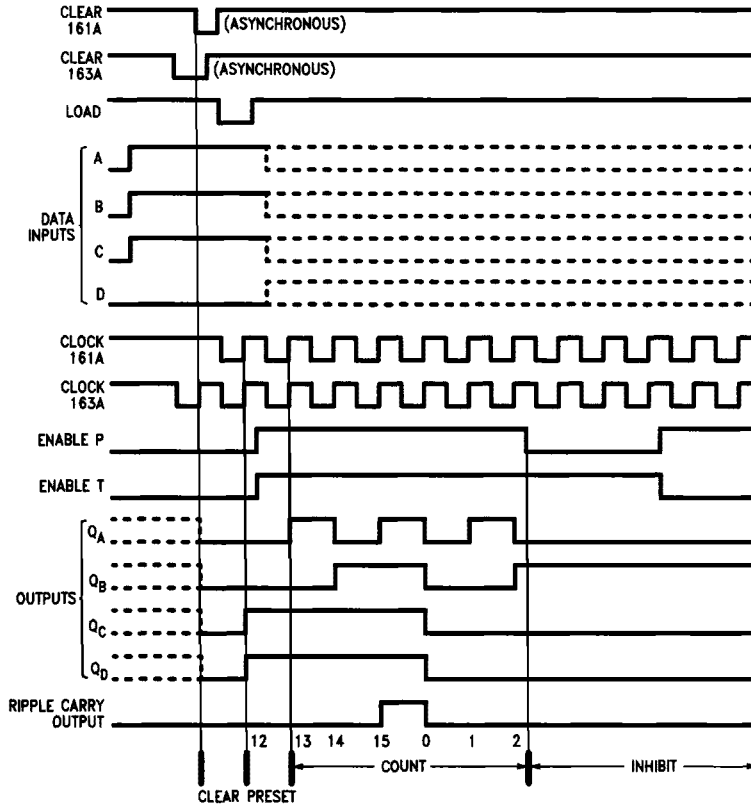 CLEAR
161A
(ASYNCHRONOUS)
CLEAR
163A
(ASYNCHRONOUS)
LOAD
DATA
INPUTS
A
B
C
D
CLOCK
161A
CLOCK
163A
ENABLE P
ENABLE T
OUTPUTS
QA
QB
QC
QD
RIPPLE CARRY
OUTPUT
12 13 14 15 0 1 2
COUNT INHIBIT
CLEAR PRESET